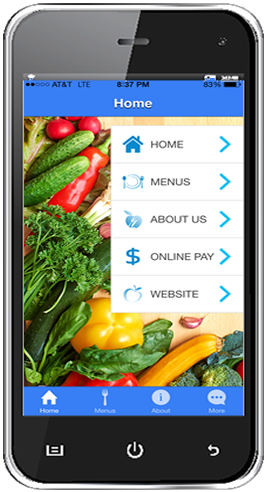 AT&T LTE 8:37 PM 83%
Home
HOME
MENUS
ABOUT US
$ ONLINE PAY
WEBSITE
Home Menus About More